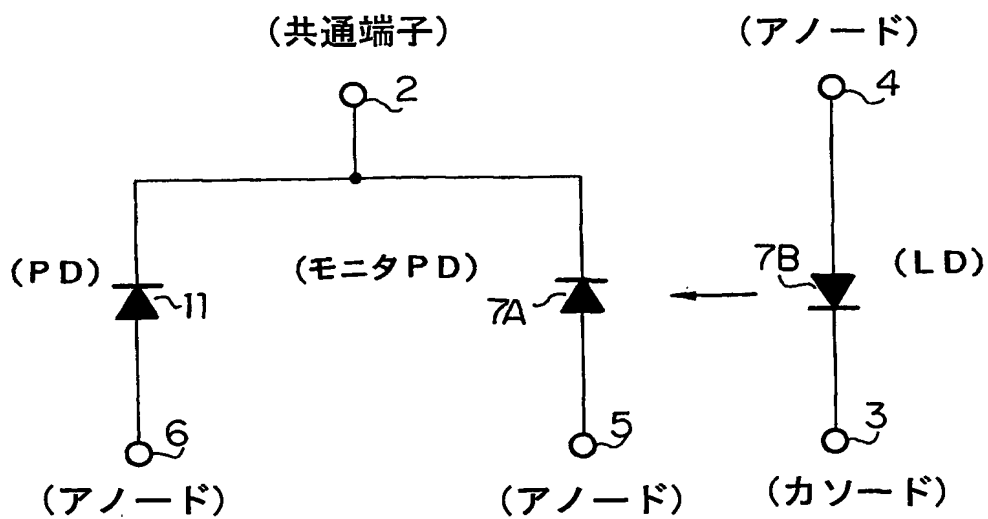 (共通端子)
(アノード)
2
4
(PD)
(モニタPD)
7B
(LD)
11
7A
6
5
3
(アノード)
(アノード)
(カソード)